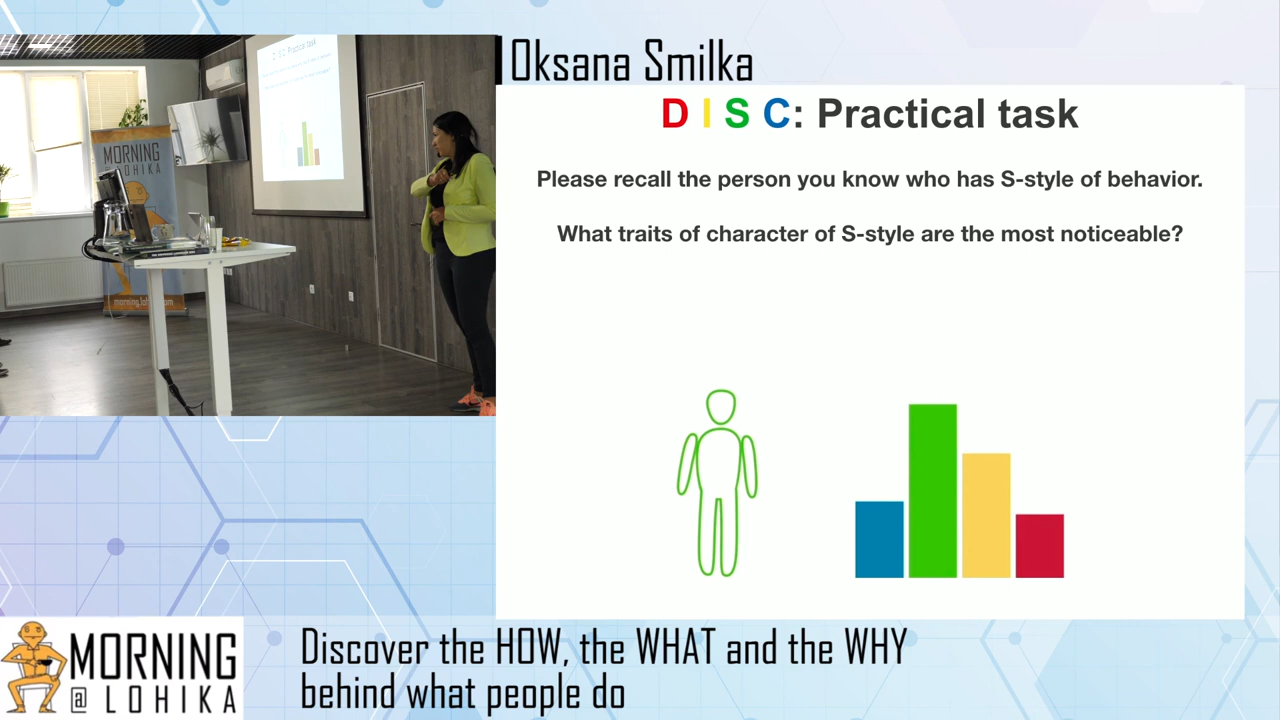 Oksana Smilka
D I S C: Practical task
Please recall the person you know who has S-style of behavior.
What traits of character of S-style are the most noticeable?
D I S C: Practical task
MORNING
@LOHIKA
MORNING
@ LOHIKA
Discover the HOW, the WHAT and the WHY
behind what people do